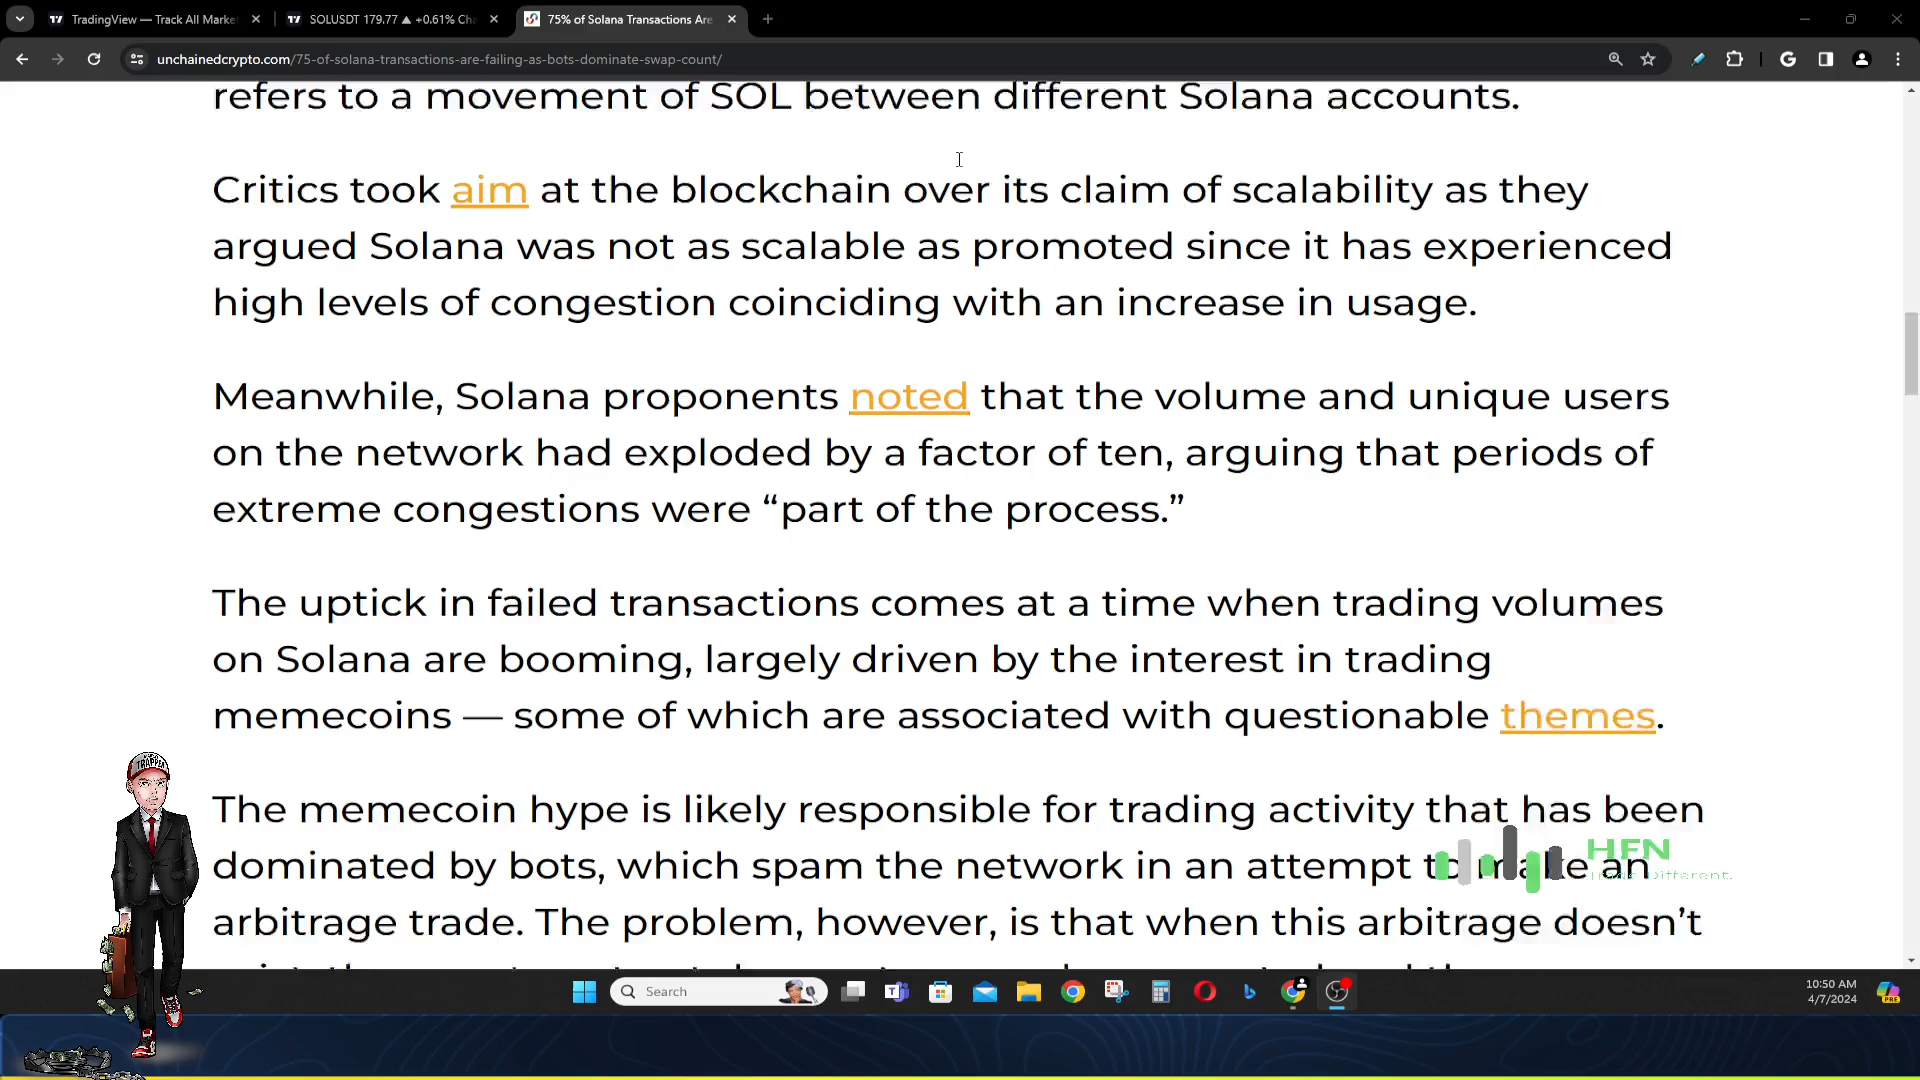 TradingView — Track All Marke
SOLUSDT 179.77 ▲ +0.61% Cha
75% of Solana Transactions Are
unchainedcrypto.com/75-of-solana-transactions-are-failing-as-bots-dominate-swap-count/
refers to a movement of SOL between different Solana accounts.
Critics took aim at the blockchain over its claim of scalability as they
argued Solana was not as scalable as promoted since it has experienced
high levels of congestion coinciding with an increase in usage.
Meanwhile, Solana proponents noted that the volume and unique users
on the network had exploded by a factor of ten, arguing that periods of
extreme congestions were “part of the process.”
The uptick in failed transactions comes at a time when trading volumes
on Solana are booming, largely driven by the interest in trading
memecoins — some of which are associated with questionable themes.
The memecoin hype is likely responsible for trading activity that has been
dominated by bots, which spam the network in an attempt to make an
arbitrage trade. The problem, however, is that when this arbitrage doesn’t
TRAPPER
HFN
Trade Different.
Search
10:50 AM
4/7/2024